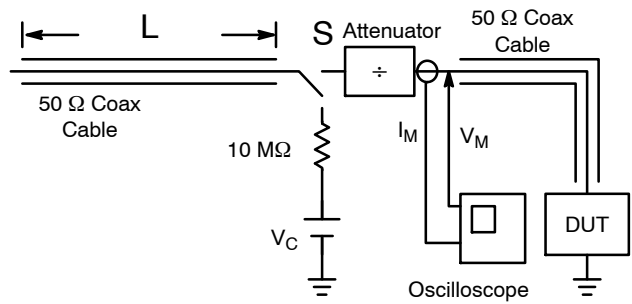 L
S
Attenuator
÷
50 Ω Coax
Cable
50 Ω Coax
Cable
10 MΩ
I_M
V_M
V_C
DUT
Oscilloscope